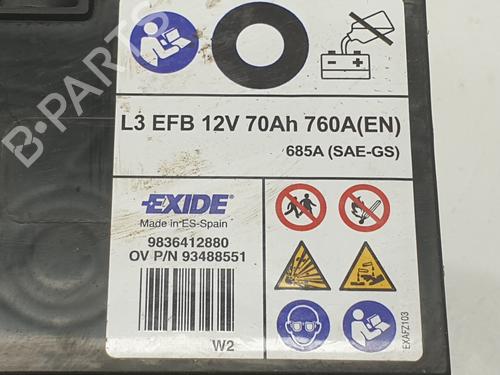 L3 EFB 12V 70Ah 760A(EN)
685A (SAE-GS)
EXIDE
Made in ES-Spain
9836412880
OV P/N 93488551
W2
EXAFZ103
B-PARTS